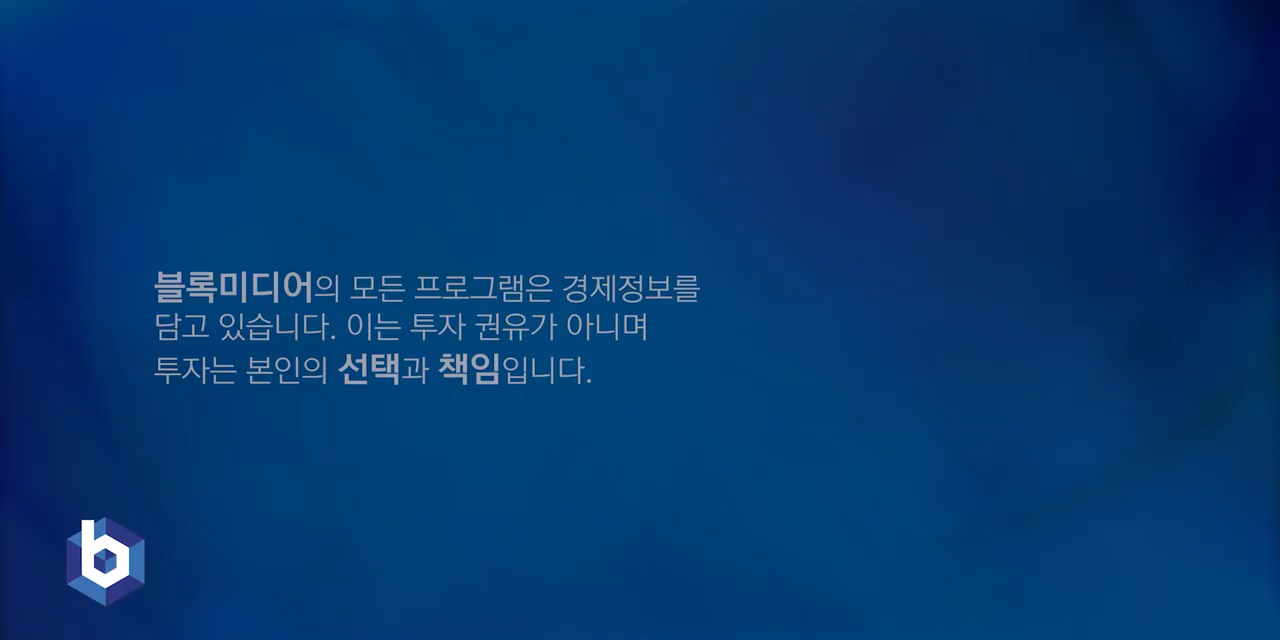 블록미디어의 모든 프로그램은 경제정보를
담고 있습니다. 이는 투자 권유가 아니며
투자는 본인의 선택과 책임입니다.
b